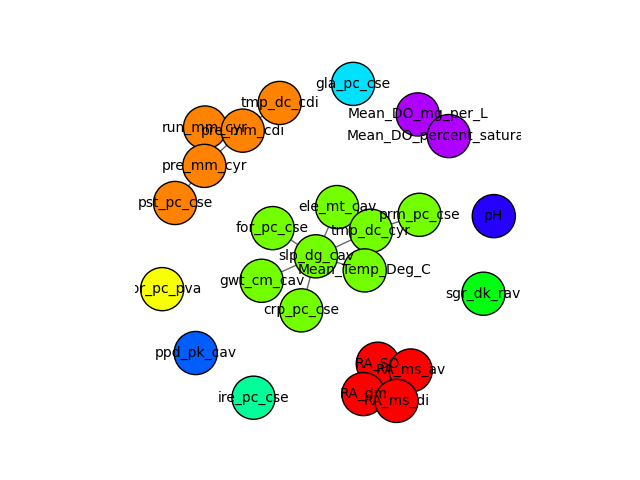 gla_pc_cse
tmp_dc_cdi
Mean_DO_mg_per_L
run_mm_cyr
pre_mm_cdi
Mean_DO_percent_satura
pre_mm_cyr
pst_pc_cse
ele_mt_cav
prm_pc_cse
pH
for_pc_cse
tmp_dc_cyr
slp_dg_cav
Mean_Temp_Deg_C
gwt_cm_cav
or_pc_pva
sgr_dk_rav
crp_pc_cse
ppd_pk_cav
RA_SO
RA_ms_av
ire_pc_cse
RA_dm
RA_ms_di